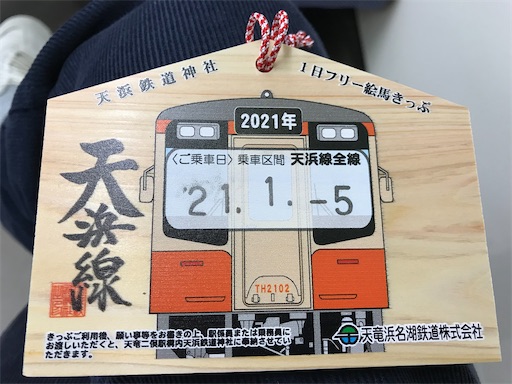 天浜鉄道神社
1日フリー絵馬きっぷ
2021年
〈ご乗車日〉乗車区間 天浜線全線
21. 1. -5
天浜線
TH2102
きっぷご利用後、願い事等をお書きの上、駅係員または乗務員に
お渡しいただくと、天竜二俣駅構内天浜鉄道神社に奉納させてい
ただきます。
天竜浜名湖鉄道株式会社